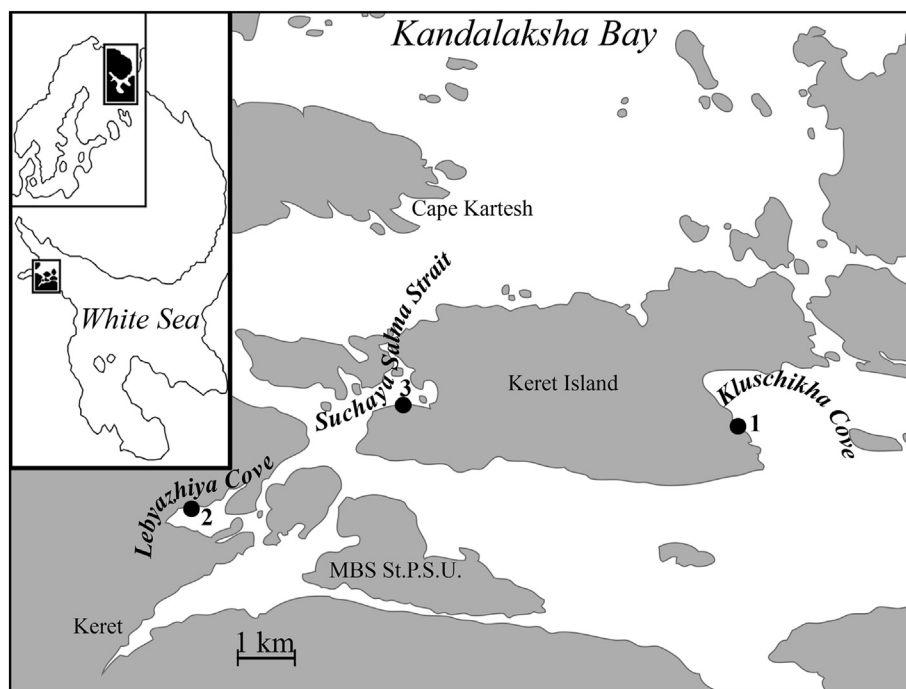 Kandalaksha Bay
Cape Kartesh
White Sea
Suchaya Salma Strait
Keret Island
3
Kluschikha Cove
1
Lebyazhiya Cove
2
MBS St.P.S.U.
Keret
1 km